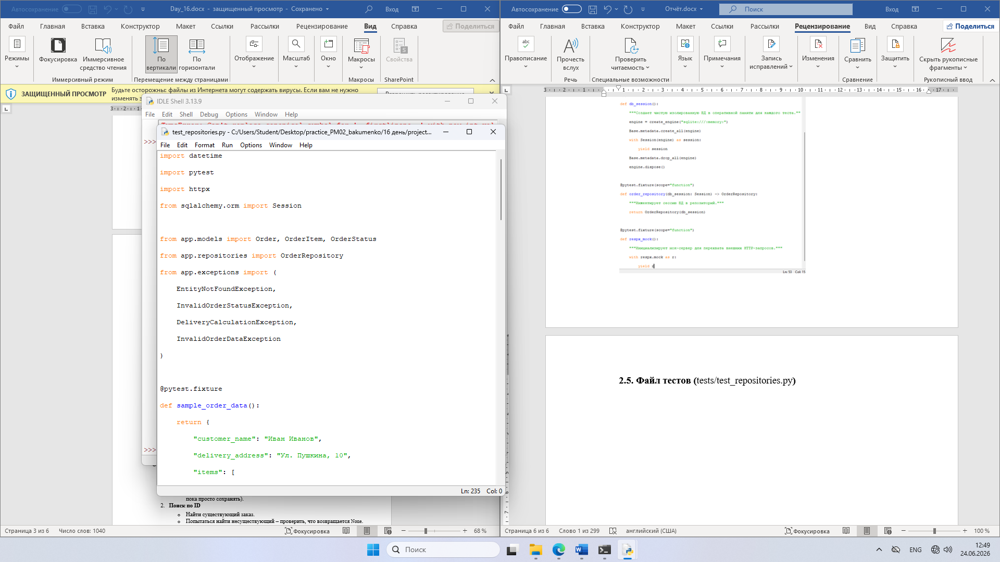 Автосохранение
Day_16.docx - защищенный просмотр - Сохранено
Вход
Файл Главная Вставка Конструктор Макет Ссылки Рассылки Рецензирование Вид Справка Поделиться
Режимы
Фокусировка
Иммерсивное средство чтения
По вертикали
По горизонтали
Отображение
Масштаб
Окно
Макросы
Свойства
Иммерсивный режим
Перемещение между страницами
Макросы
SharePoint
ЗАЩИЩЕННЫЙ ПРОСМОТР
Будьте осторожны: файлы из Интернета могут содержать вирусы. Если вам не нужно
изменять
IDLE Shell 3.13.9
File Edit Shell Debug Options Window Help
>>>
>>>
test_repositories.py - C:/Users/Student/Desktop/practice_PM02_bakumenko/16 день/project...
File Edit Format Run Options Window Help
import datetime
import pytest
import httpx
from sqlalchemy.orm import Session
from app.models import Order, OrderItem, OrderStatus
from app.repositories import OrderRepository
from app.exceptions import (
    EntityNotFoundException,
    InvalidOrderStatusException,
    DeliveryCalculationException,
    InvalidOrderDataException
)
@pytest.fixture
def sample_order_data():
    return {
        "customer_name": "Иван Иванов",
        "delivery_address": "Ул. Пушкина, 10",
        "items": [
Ln: 235 Col: 0
пока просто сохранять).
2. Поиск по ID
o Найти существующий заказ.
o Попытаться найти несуществующий – проверить, что возвращается None.
Страница 3 из 6 Число слов: 1040 Фокусировка 68 %
Автосохранение
Отчёт.docx
Поиск
Вход
Файл Главная Вставка Конструктор Макет Ссылки Рассылки Рецензирование Вид Справка Поделиться
Правописание
Прочесть вслух
Проверить читаемость
Язык
Примечания
Запись исправлений
Изменения
Сравнить
Защитить
Скрыть рукописные фрагменты
Речь
Специальные возможности
Сравнение
Рукописный ввод
def db_session():
    """Создает чистую изолированную БД в оперативной памяти для каждого теста.""
    engine = create_engine("sqlite:///:memory:")
    Base.metadata.create_all(engine)
    with Session(engine) as session:
        yield session
    Base.metadata.drop_all(engine)
    engine.dispose()
@pytest.fixture(scope="function")
def order_repository(db_session: Session) -> OrderRepository:
    """Инжектирует сессию БД в репозиторий."""
    return OrderRepository(db_session)
@pytest.fixture(scope="function")
def respx_mock():
    """Инициализирует мок-сервер для перехвата внешних HTTP-запросов."""
    with respx.mock as r:
        yield r
Ln: 53 Col: 15
2.5. Файл тестов (tests/test_repositories.py)
Страница 6 из 6 Слово 1 из 299 английский (США) Фокусировка 100 %
Поиск
ENG
12:49
24.06.2026